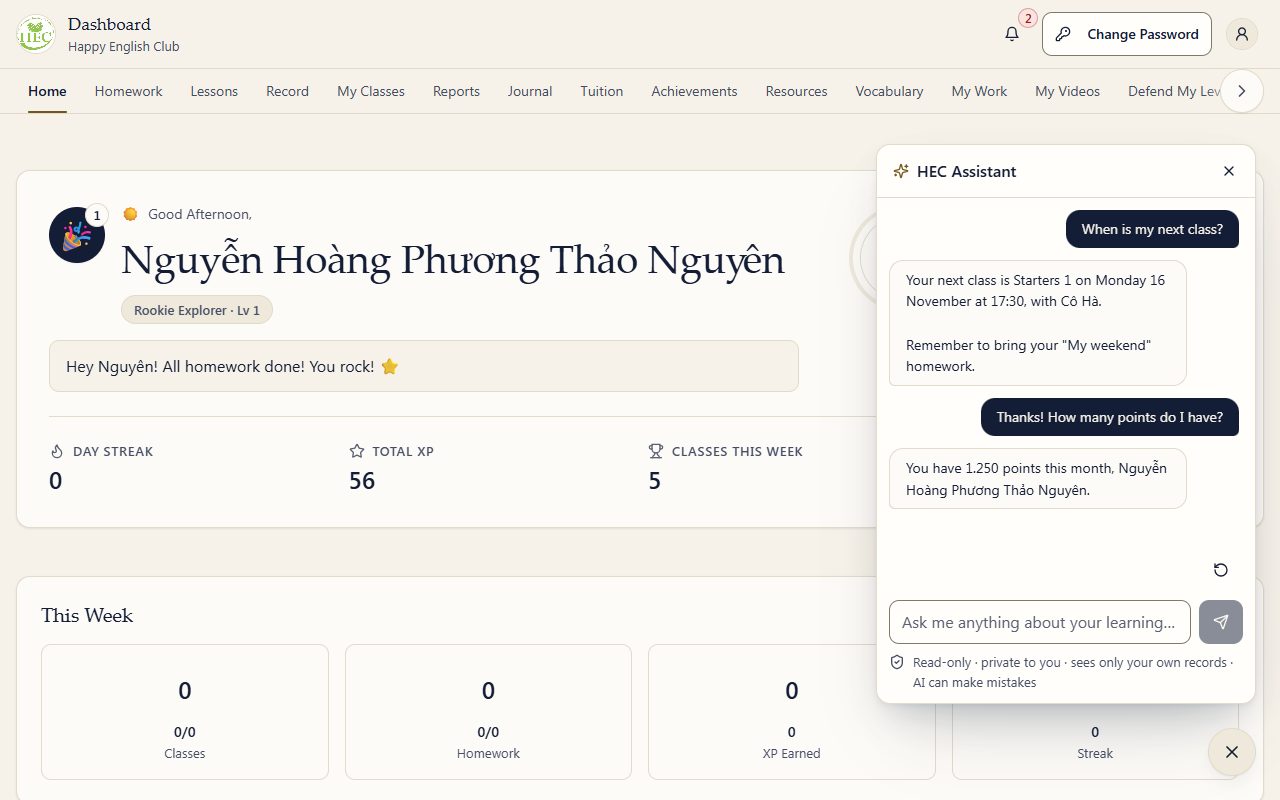 HEC
Dashboard
Happy English Club
2
Change Password
Home
Homework
Lessons
Record
My Classes
Reports
Journal
Tuition
Achievements
Resources
Vocabulary
My Work
My Videos
Defend My Lev
1
Good Afternoon,
Nguyễn Hoàng Phương Thảo Nguyên
Rookie Explorer · Lv 1
Hey Nguyên! All homework done! You rock! ⭐
DAY STREAK
0
TOTAL XP
56
CLASSES THIS WEEK
5
This Week
0
0/0
Classes
0
0/0
Homework
0
0
XP Earned
0
Streak
HEC Assistant
When is my next class?
Your next class is Starters 1 on Monday 16
November at 17:30, with Cô Hà.
Remember to bring your "My weekend"
homework.
Thanks! How many points do I have?
You have 1.250 points this month, Nguyễn
Hoàng Phương Thảo Nguyên.
Ask me anything about your learning...
Read-only · private to you · sees only your own records ·
AI can make mistakes